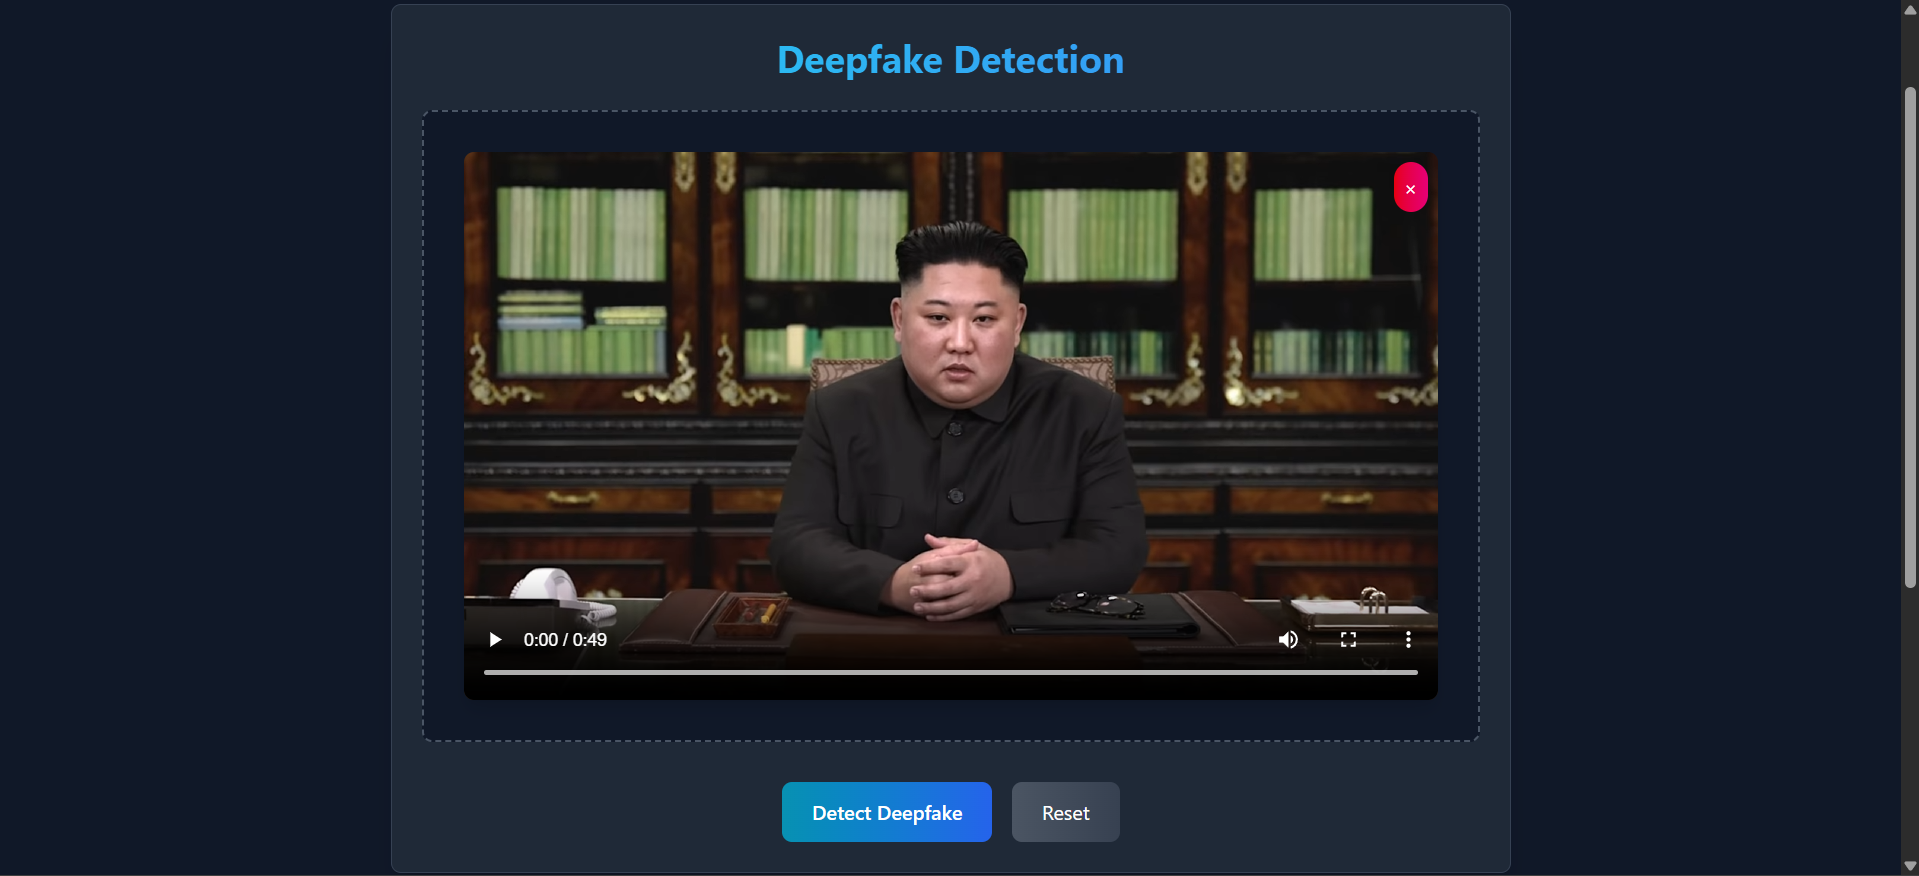 Deepfake Detection
×
0:00 / 0:49
Detect Deepfake
Reset